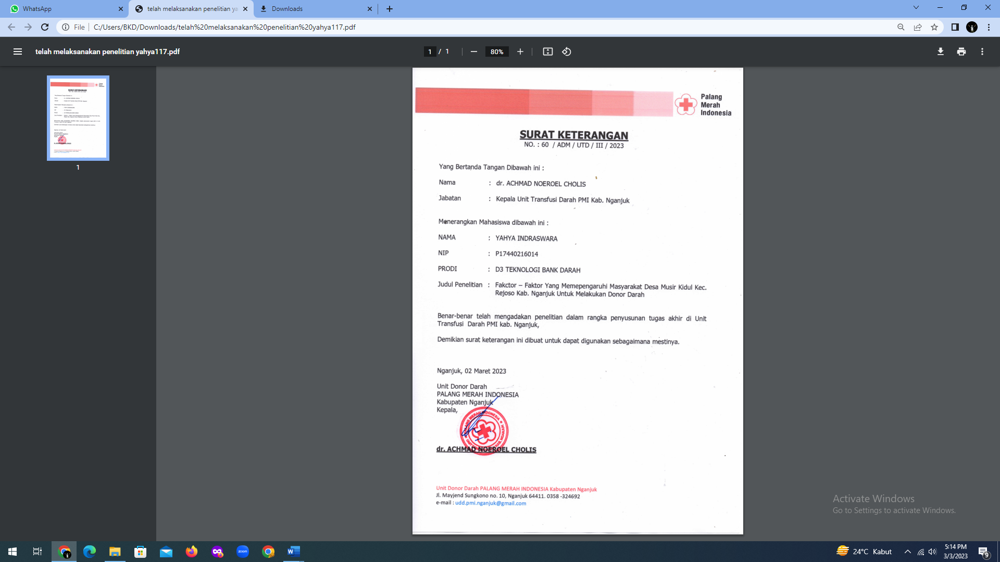 WhatsApp
telah melaksanakan penelitian ya
Downloads
File
C:/Users/BKD/Downloads/telah%20melaksanakan%20penelitian%20yahya117.pdf
telah melaksanakan penelitian yahya117.pdf
1 / 1
80%
1
Palang
Merah
Indonesia
SURAT KETERANGAN
NO. : 60 / ADM / UTD / III / 2023
Yang Bertanda Tangan Dibawah ini :
Nama : dr. ACHMAD NOEROEL CHOLIS
Jabatan : Kepala Unit Transfusi Darah PMI Kab. Nganjuk
Menerangkan Mahasiswa dibawah ini :
NAMA : YAHYA INDRASWARA
NIP : P17440216014
PRODI : D3 TEKNOLOGI BANK DARAH
Judul Penelitian : Fakctor – Faktor Yang Memepengaruhi Masyarakat Desa Musir Kidul Kec.
Rejoso Kab. Nganjuk Untuk Melakukan Donor Darah
Benar-benar telah mengadakan penelitian dalam rangka penyusunan tugas akhir di Unit
Transfusi Darah PMI kab. Nganjuk,
Demikian surat keterangan ini dibuat untuk dapat digunakan sebagaimana mestinya.
Nganjuk, 02 Maret 2023
Unit Donor Darah
PALANG MERAH INDONESIA
Kabupaten Nganjuk
Kepala,
PALANG MERAH INDONESIA
KAB. NGANJUK
dr. ACHMAD NOEROEL CHOLIS
Unit Donor Darah PALANG MERAH INDONESIA Kabupaten Nganjuk
Jl. Mayjend Sungkono no. 10, Nganjuk 64411. 0358 -324692
e-mail : udd.pmi.nganjuk@gmail.com
Activate Windows
Go to Settings to activate Windows.
zoom
24°C Kabut
5:14 PM
3/3/2023
9